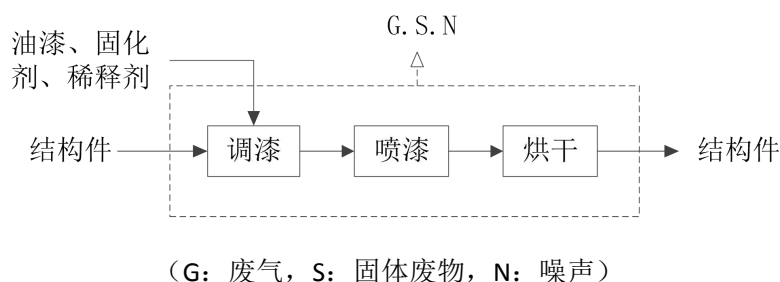 G.S.N
油漆、固化
剂、稀释剂
结构件
调漆
喷漆
烘干
结构件
（G：废气，S：固体废物，N：噪声）